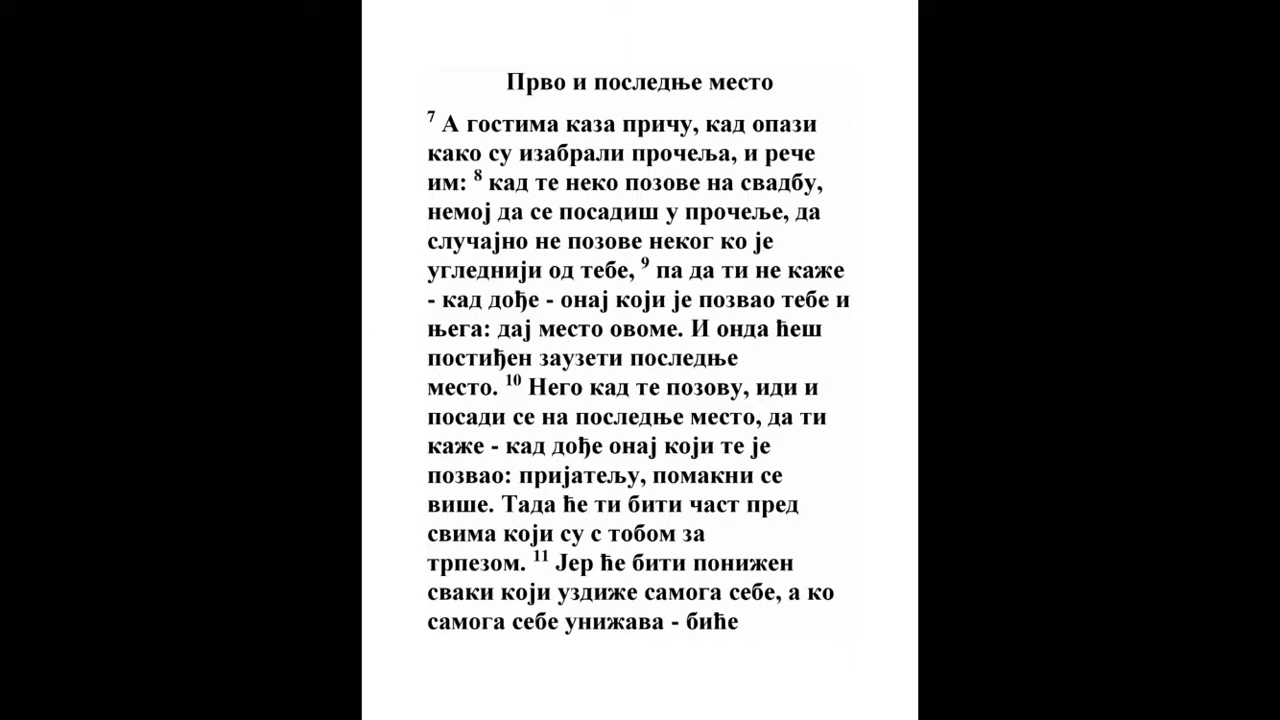 Прво и последње место
7 А гостима каза причу, кад опази
како су изабрали прочеља, и рече
им: 8 кад те неко позове на свадбу,
немој да се посадиш у прочеље, да
случајно не позове неког ко је
угледнији од тебе, 9 па да ти не каже
- кад дође - онај који је позвао тебе и
њега: дај место овоме. И онда ћеш
постиђен заузети последње
место. 10 Него кад те позову, иди и
посади се на последње место, да ти
каже - кад дође онај који те је
позвао: пријатељу, помакни се
више. Тада ће ти бити част пред
свима који су с тобом за
трпезом. 11 Јер ће бити понижен
сваки који уздиже самога себе, а ко
самога себе унижава - биће